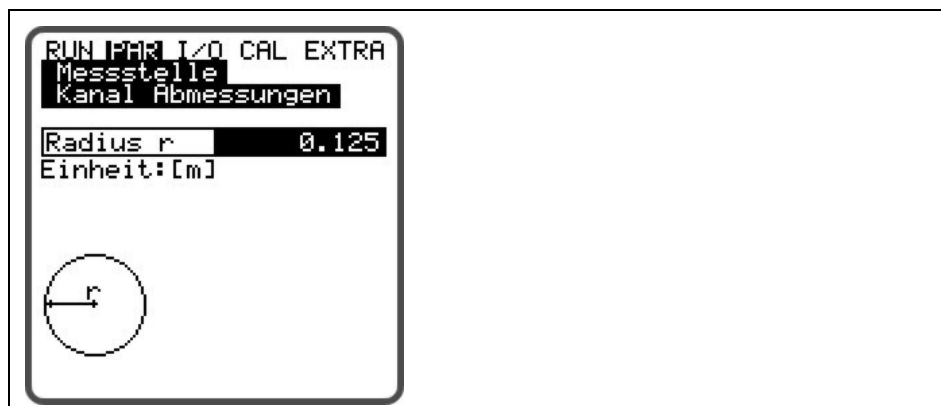 RUN PAR I/O CAL EXTRA
Messstelle
Kanal Abmessungen
Radius r 0.125
Einheit:[m]
r